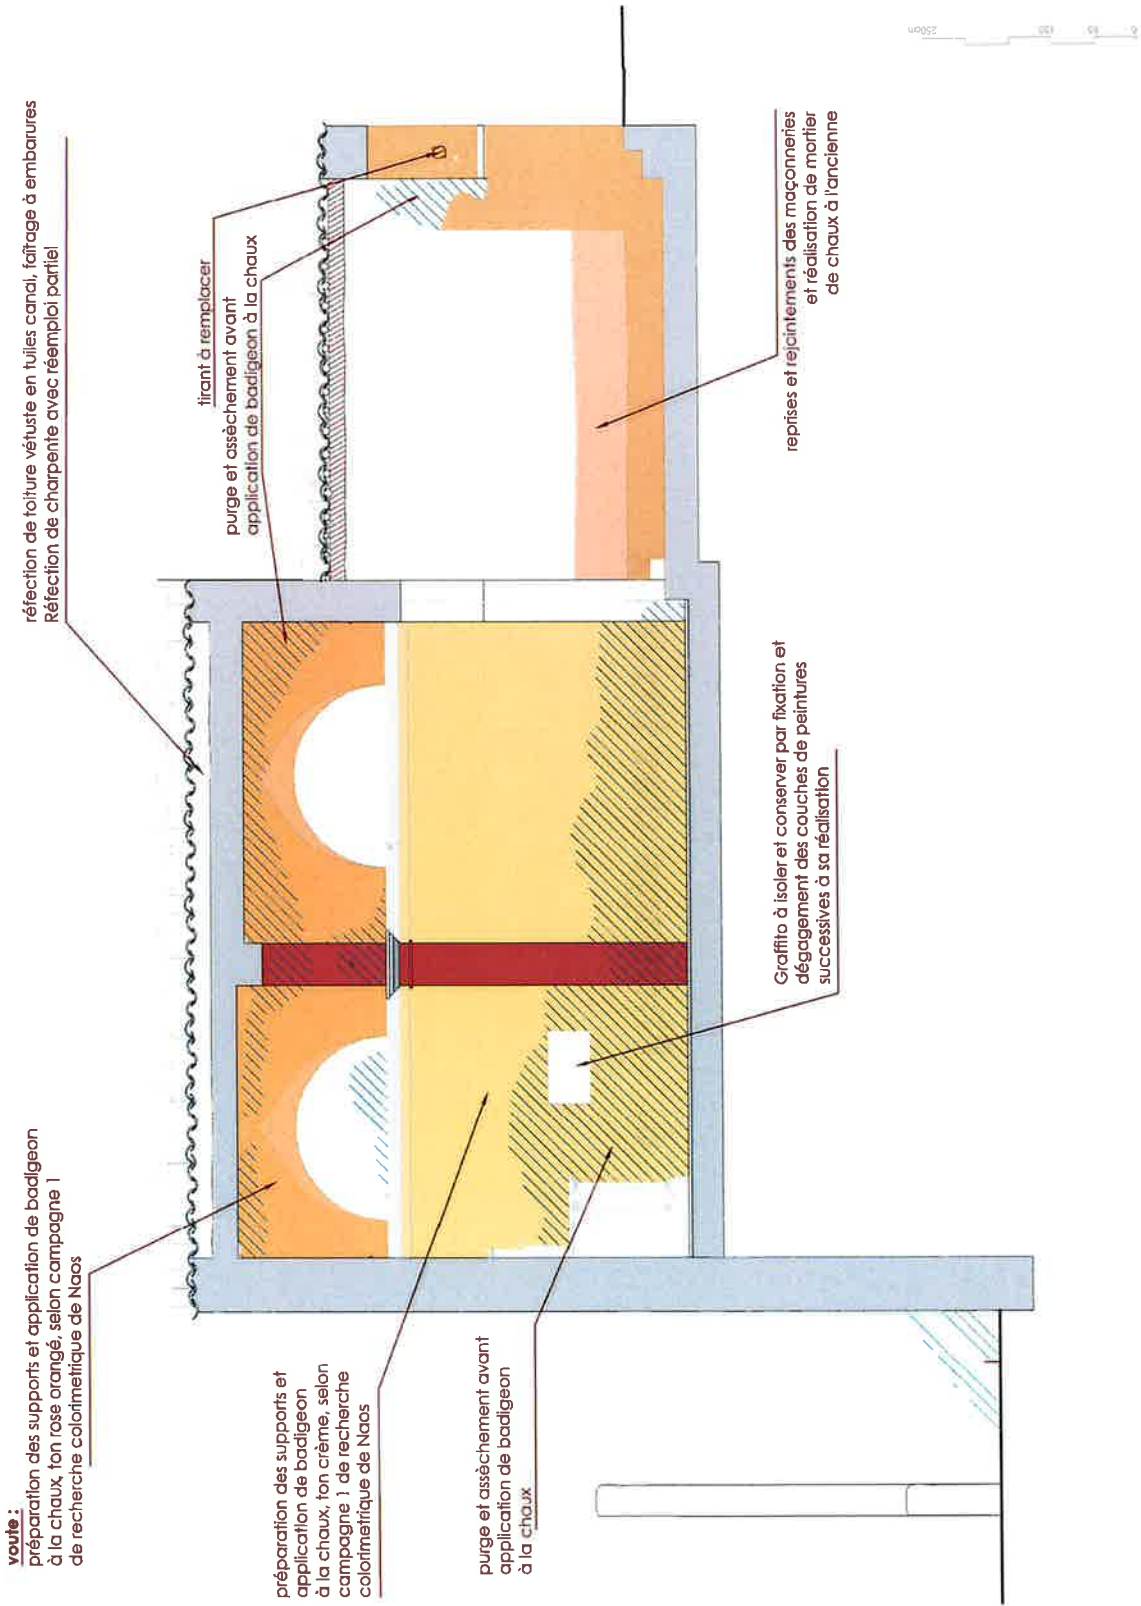 voute :
préparation des supports et application de badigeon
à la chaux, ton rose orangé, selon campagne 1
de recherche colorimetrique de Naos
réfection de toiture vétuste en tuiles canal, faîtage à embarures
Réfection de charpente avec réemploi partiel
tirant à remplacer
purge et assèchement avant
application de badigeon à la chaux
préparation des supports et
application de badigeon
à la chaux, ton crème, selon
campagne 1 de recherche
colorimetrique de Naos
purge et assèchement avant
application de badigeon
à la chaux
Graffito à isoler et conserver par fixation et
dégagement des couches de peintures
successives à sa réalisation
reprises et rejointements des maçonneries
et réalisation de mortier
de chaux à l'ancienne
250cm